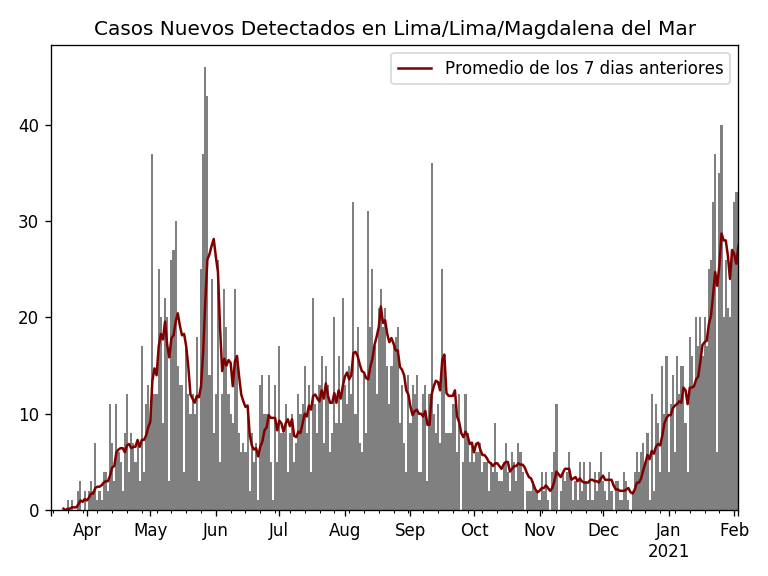 Casos Nuevos Detectados en Lima/Lima/Magdalena del Mar
Promedio de los 7 dias anteriores
40
30
20
10
0
Apr May Jun Jul Aug Sep Oct Nov Dec Jan Feb
2021